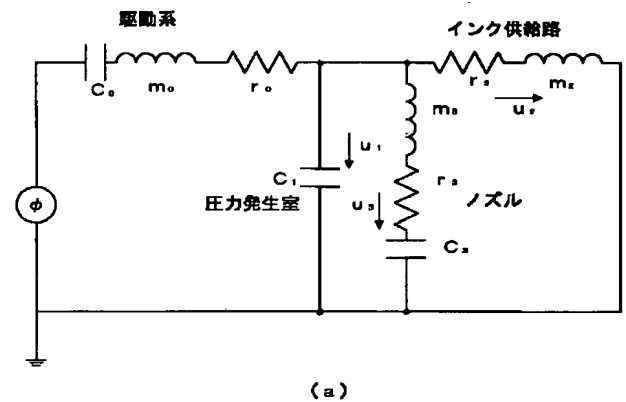 駆動系
インク供給路
C₀
m₀
r₀
r₂
m₂
u₂
m₃
u₁
C₁
r₃
圧力発生室
u₃
ノズル
C₃
φ
(a)